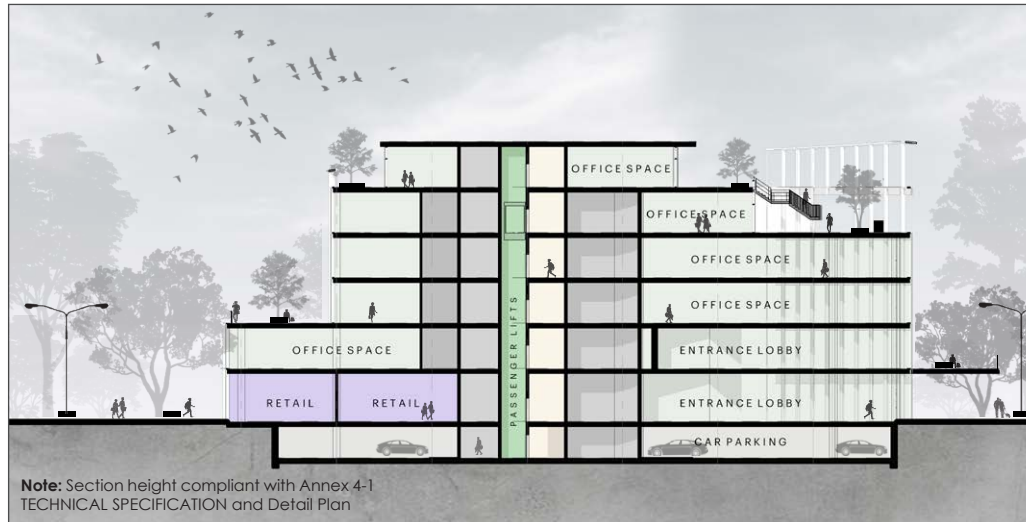 OFFICE SPACE
OFFICE SPACE
OFFICE SPACE
OFFICE SPACE
OFFICE SPACE
ENTRANCE LOBBY
RETAIL
RETAIL
ENTRANCE LOBBY
PASSENGER LIFTS
CAR PARKING
Note: Section height compliant with Annex 4-1
TECHNICAL SPECIFICATION and Detail Plan